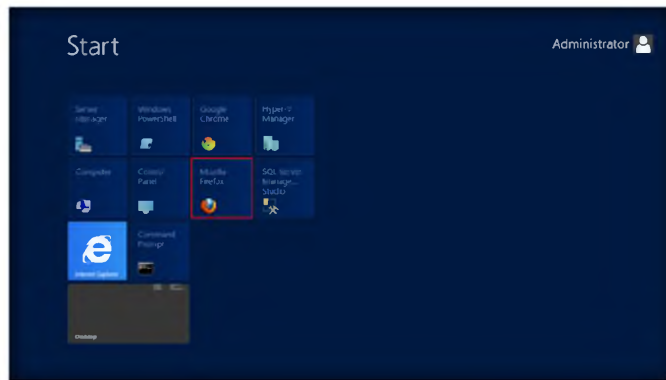 Start
Administrator
Server
Manager
Windows
PowerShell
Google
Chrome
Hyper-V
Manager
Computer
Control
Panel
Mozilla
Firefox
SQL Server
Manage...
Studio
Internet Explorer
Command
Prompt
Desktop